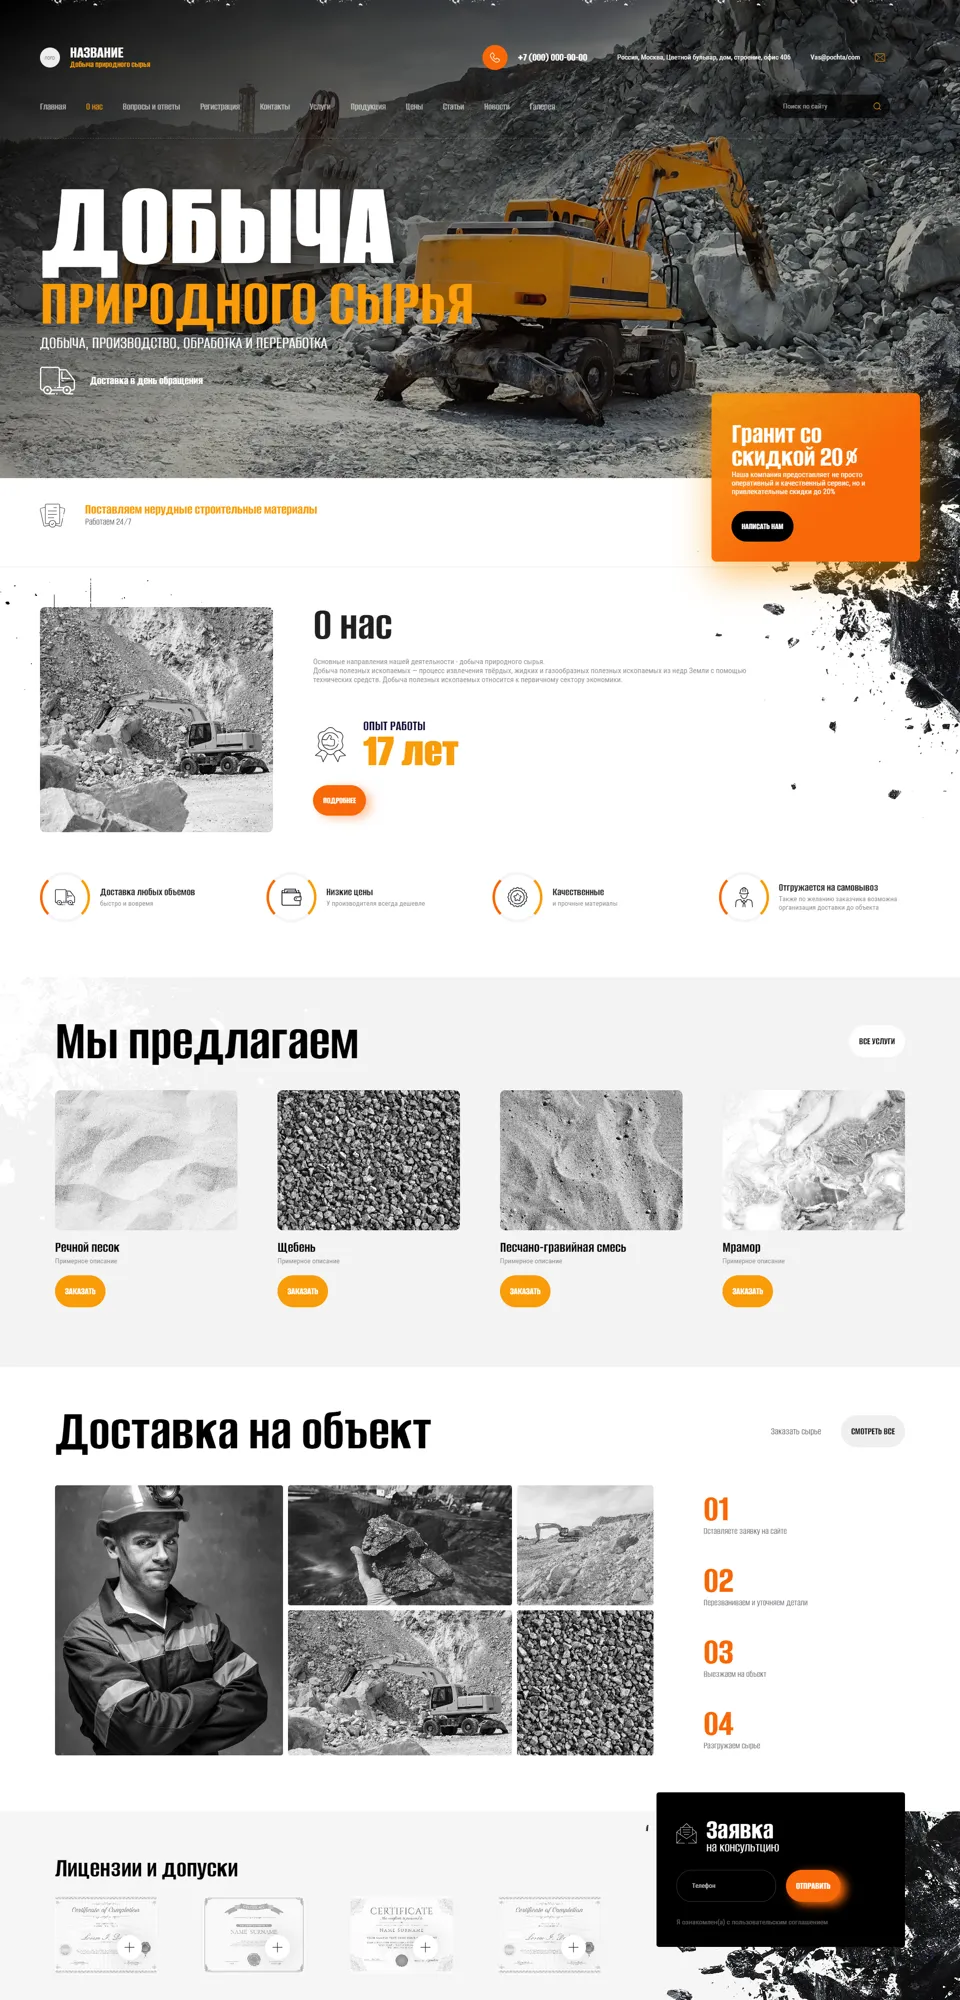 НАЗВАНИЕ
Добыча природного сырья
+7 (000) 000-00-00
Россия, Москва, Цветной бульвар, дом, строение, офис 406
Vas@pochta/com
Главная
О нас
Вопросы и ответы
Регистрация
Контакты
Услуги
Продукция
Цены
Статьи
Новости
Галерея
Поиск по сайту
ДОБЫЧА
ПРИРОДНОГО СЫРЬЯ
ДОБЫЧА, ПРОИЗВОДСТВО, ОБРАБОТКА И ПЕРЕРАБОТКА
Доставка в день обращения
Гранит со
скидкой 20%
Наша компания предоставляет не просто
оперативный и качественный сервис, но и
привлекательные скидки до 20%
НАПИСАТЬ НАМ
Поставляем нерудные строительные материалы
Работаем 24/7
О нас
Основные направления нашей деятельности - добыча природного сырья.
Добыча полезных ископаемых — процесс извлечения твёрдых, жидких и газообразных полезных ископаемых из недр Земли с помощью
технических средств. Добыча полезных ископаемых относится к первичному сектору экономики.
ОПЫТ РАБОТЫ
17 лет
ПОДРОБНЕЕ
Доставка любых объемов
быстро и вовремя
Низкие цены
У производителя всегда дешевле
Качественные
и прочные материалы
Отгружается на самовывоз
Также по желанию заказчика возможна
организация доставки до объекта
Мы предлагаем
ВСЕ УСЛУГИ
Речной песок
Примерное описание
ЗАКАЗАТЬ
Щебень
Примерное описание
ЗАКАЗАТЬ
Песчано-гравийная смесь
Примерное описание
ЗАКАЗАТЬ
Мрамор
Примерное описание
ЗАКАЗАТЬ
Доставка на объект
Заказать сырье
СМОТРЕТЬ ВСЕ
01
Оставляете заявку на сайте
02
Перезваниваем и уточняем детали
03
Выезжаем на объект
04
Разгружаем сырье
Заявка
на консультцию
Телефон
ОТПРАВИТЬ
Я ознакомлен(а) с пользовательским соглашением
Лицензии и допуски
Certificate of Completion
NAME SURNAME
CERTIFICATE
NAME SURNAME
Certificate of Completion